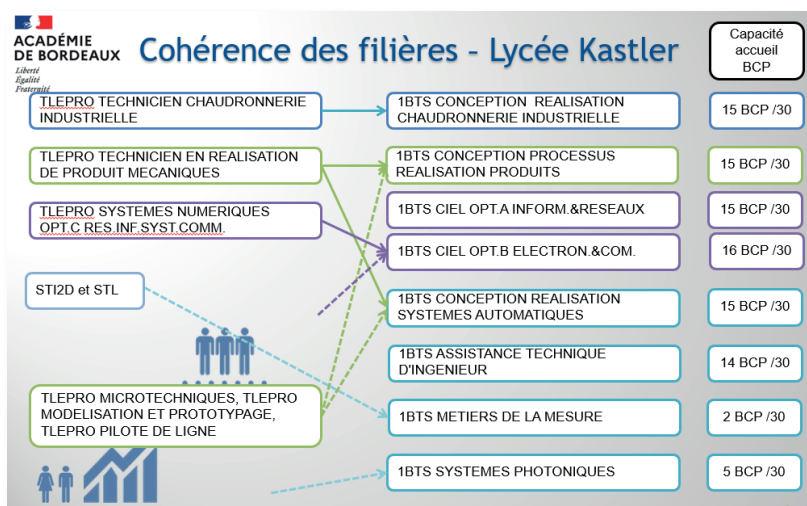 ACADÉMIE
DE BORDEAUX
Liberté
Égalité
Fraternité
Cohérence des filières - Lycée Kastler
Capacité
accueil
BCP
TLEPRO TECHNICIEN CHAUDRONNERIE
INDUSTRIELLE
1BTS CONCEPTION REALISATION
CHAUDRONNERIE INDUSTRIELLE
15 BCP /30
TLEPRO TECHNICIEN EN REALISATION
DE PRODUIT MECANIQUES
1BTS CONCEPTION PROCESSUS
REALISATION PRODUITS
15 BCP /30
TLEPRO SYSTEMES NUMERIQUES
OPT.C RES.INF.SYST.COMM.
1BTS CIEL OPT.A INFORM.&RESEAUX
15 BCP /30
1BTS CIEL OPT.B ELECTRON.&COM.
16 BCP /30
STI2D et STL
1BTS CONCEPTION REALISATION
SYSTEMES AUTOMATIQUES
15 BCP /30
1BTS ASSISTANCE TECHNIQUE
D'INGENIEUR
14 BCP /30
TLEPRO MICROTECHNIQUES, TLEPRO
MODELISATION ET PROTOTYPAGE,
TLEPRO PILOTE DE LIGNE
1BTS METIERS DE LA MESURE
2 BCP /30
1BTS SYSTEMES PHOTONIQUES
5 BCP /30